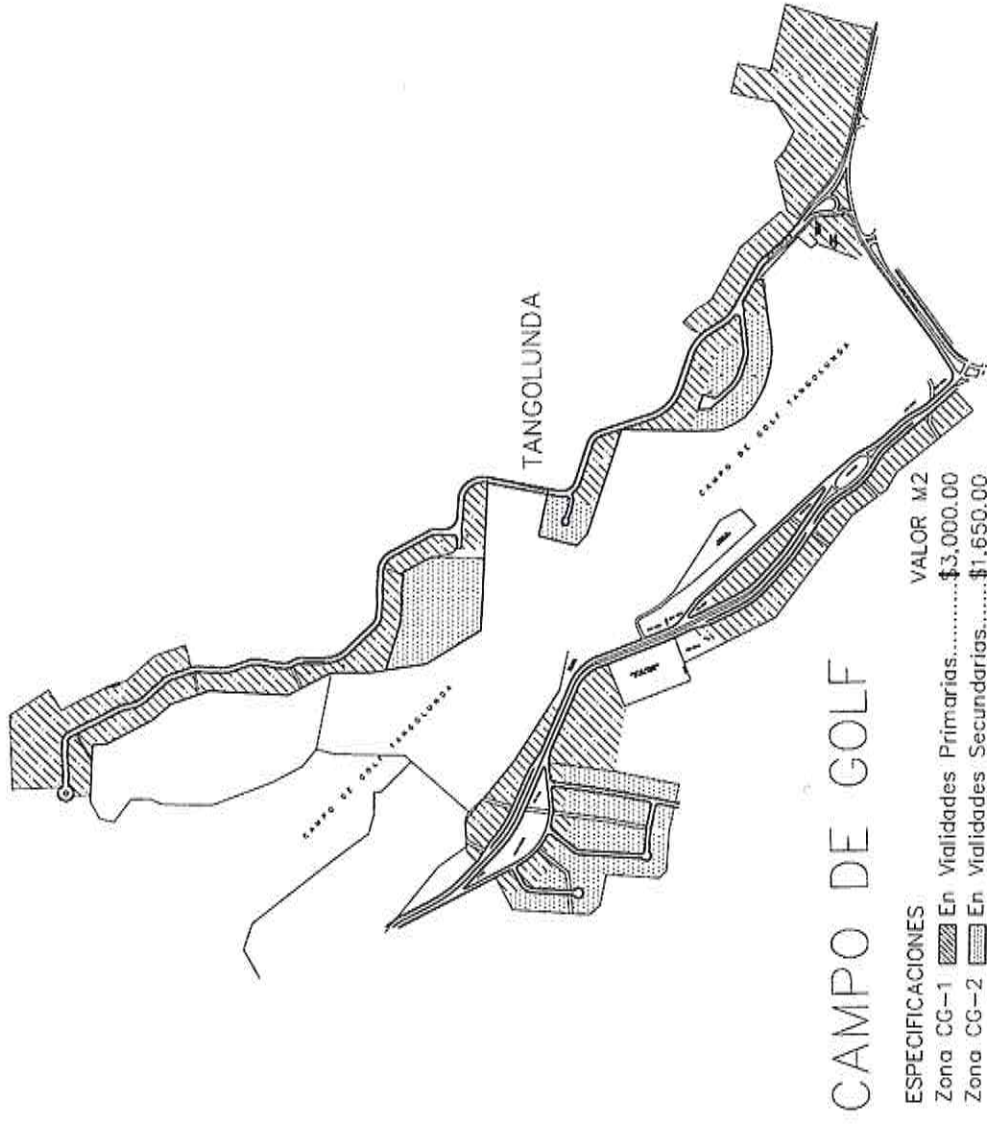 TANGOLUNDA
CAMPO DE GOLF TANGOLUNDA
CAMPO DE GOLF TANGOLUNDA
CAMPO DE GOLF
ESPECIFICACIONES
VALOR M2
Zona CG-1 En Vialidades Primarias..............$3,000.00
Zona CG-2 En Vialidades Secundarias........$1,650.00